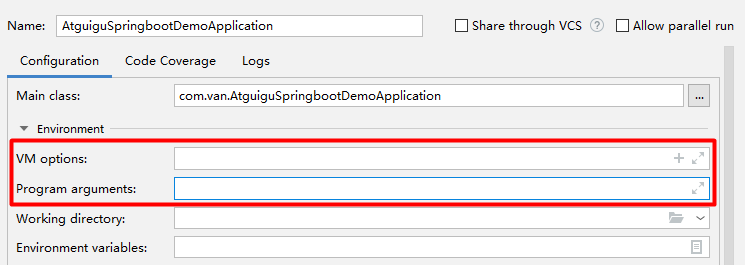 Name: AtguiguSpringbootDemoApplication Share through VCS ? Allow parallel run
Configuration Code Coverage Logs
Main class: com.van.AtguiguSpringbootDemoApplication ...
Environment
VM options:
Program arguments:
Working directory:
Environment variables: